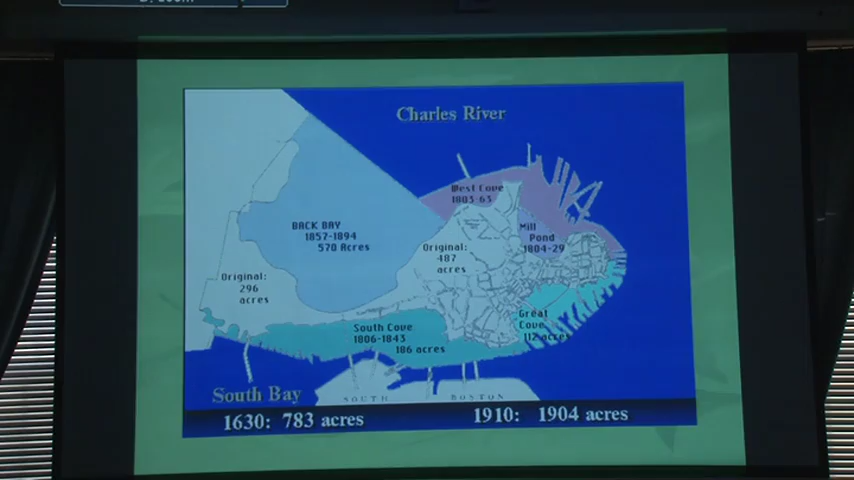 Charles River
West Cove
1803-63
BACK BAY
1857-1894
570 Acres
Mill
Pond
1804-29
Original:
487
acres
Original:
296
acres
Great
Cove
112 acres
South Cove
1806-1843
186 acres
South Bay
SOUTH BOSTON
1630: 783 acres
1910: 1904 acres